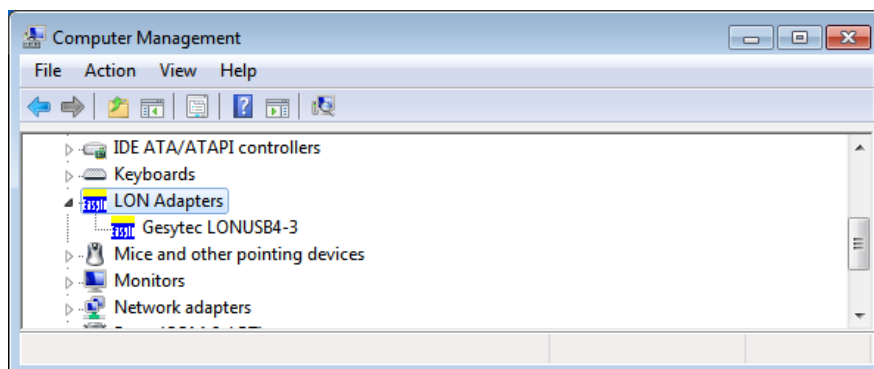 Computer Management
File Action View Help
IDE ATA/ATAPI controllers
Keyboards
LON Adapters
Gesytec LONUSB4-3
Mice and other pointing devices
Monitors
Network adapters